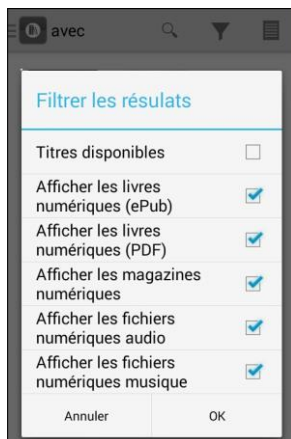 avec
Filtrer les résulats
Titres disponibles
Afficher les livres
numériques (ePub)
Afficher les livres
numériques (PDF)
Afficher les magazines
numériques
Afficher les fichiers
numériques audio
Afficher les fichiers
numériques musique
Annuler
OK